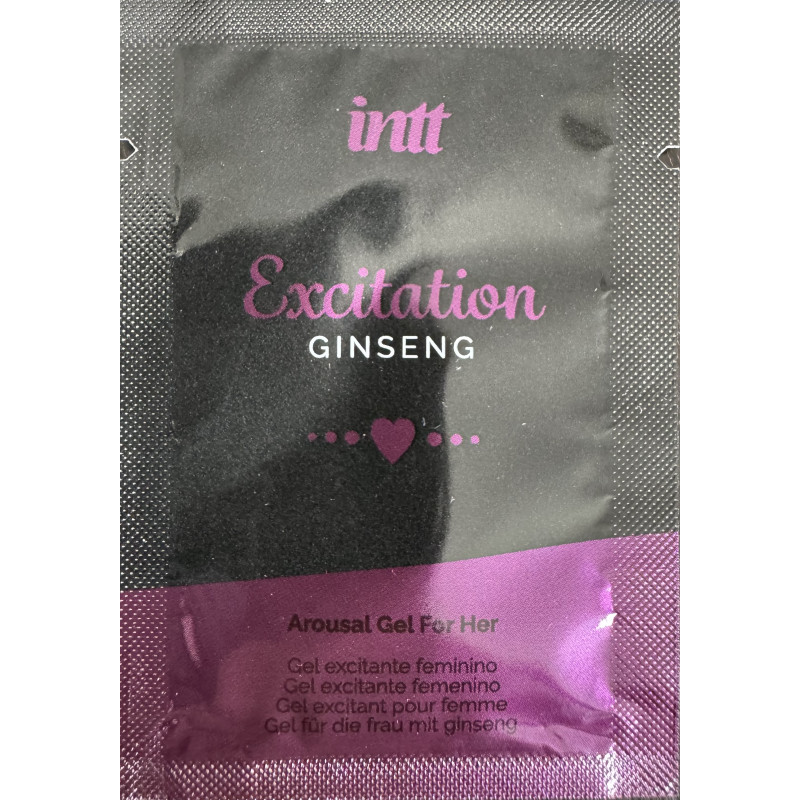 intt
Excitation
GINSENG
Arousal Gel For Her
Gel excitante feminino
Gel excitante femenino
Gel excitant pour femme
Gel für die frau mit ginseng